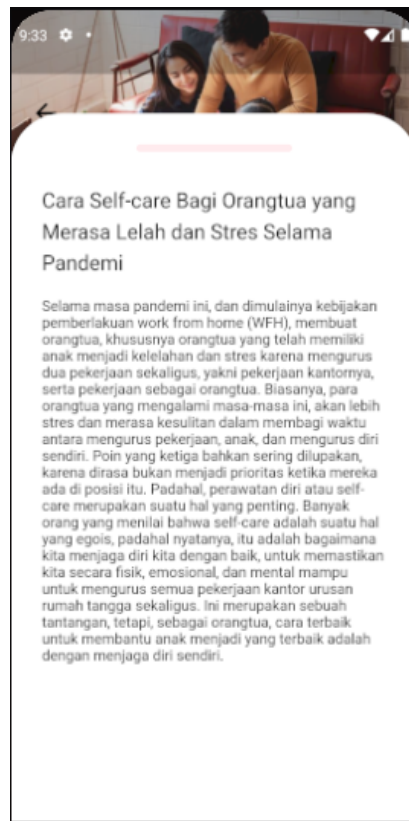 9:33
Cara Self-care Bagi Orangtua yang
Merasa Lelah dan Stres Selama
Pandemi
Selama masa pandemi ini, dan dimulainya kebijakan
pemberlakuan work from home (WFH), membuat
orangtua, khususnya orangtua yang telah memiliki
anak menjadi kelelahan dan stres karena mengurus
dua pekerjaan sekaligus, yakni pekerjaan kantornya,
serta pekerjaan sebagai orangtua. Biasanya, para
orangtua yang mengalami masa-masa ini, akan lebih
stres dan merasa kesulitan dalam membagi waktu
antara mengurus pekerjaan, anak, dan mengurus diri
sendiri. Poin yang ketiga bahkan sering dilupakan,
karena dirasa bukan menjadi prioritas ketika mereka
ada di posisi itu. Padahal, perawatan diri atau self-
care merupakan suatu hal yang penting. Banyak
orang yang menilai bahwa self-care adalah suatu hal
yang egois, padahal nyatanya, itu adalah bagaimana
kita menjaga diri kita dengan baik, untuk memastikan
kita secara fisik, emosional, dan mental mampu
untuk mengurus semua pekerjaan kantor urusan
rumah tangga sekaligus. Ini merupakan sebuah
tantangan, tetapi, sebagai orangtua, cara terbaik
untuk membantu anak menjadi yang terbaik adalah
dengan menjaga diri sendiri.